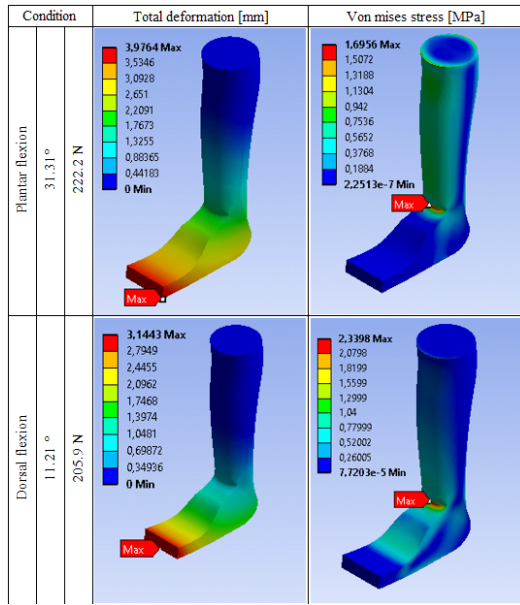 Condition
Total deformation [mm]
Von mises stress [MPa]
Plantar flexion
31.31 º
222.2 N
3,9764 Max
3,5346
3,0928
2,651
2,2091
1,7673
1,3255
0,88365
0,44183
0 Min
Max
1,6956 Max
1,5072
1,3188
1,1304
0,942
0,7536
0,5652
0,3768
0,1884
2,2513e-7 Min
Max
Dorsal flexion
11.21 º
205.9 N
3,1443 Max
2,7949
2,4455
2,0962
1,7468
1,3974
1,0481
0,69872
0,34936
0 Min
Max
2,3398 Max
2,0798
1,8199
1,5599
1,2999
1,04
0,77999
0,52002
0,26005
7,7203e-5 Min
Max